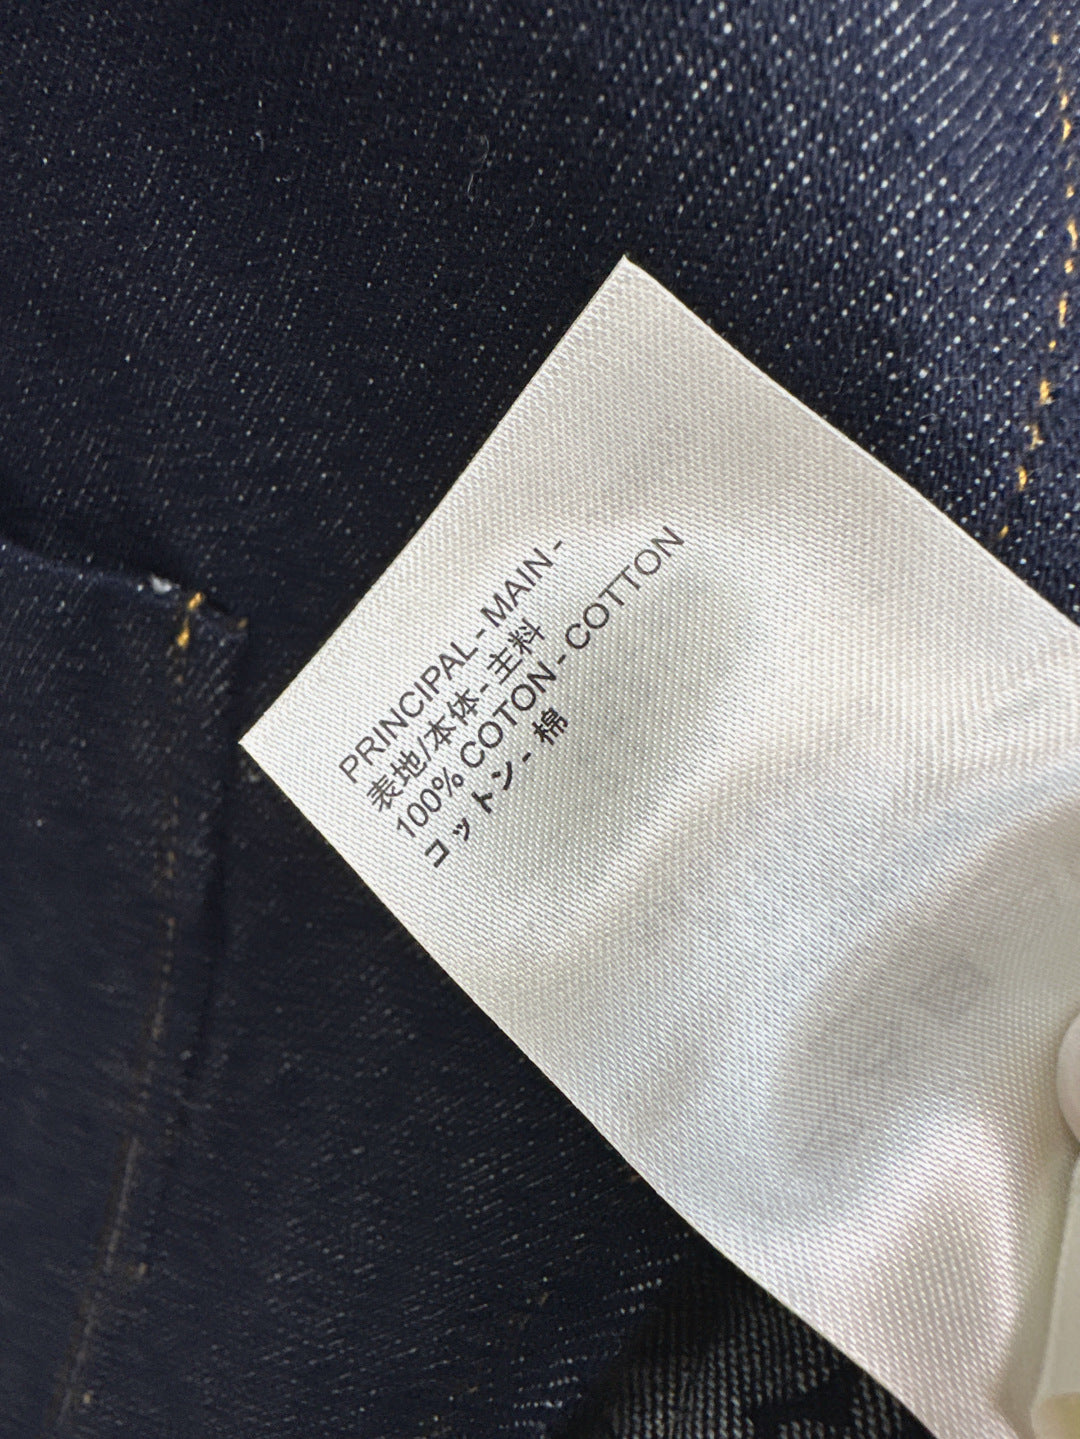 PRINCIPAL - MAIN -
表地/本体 - 主料
100% COTON - COTTON
コットン - 棉